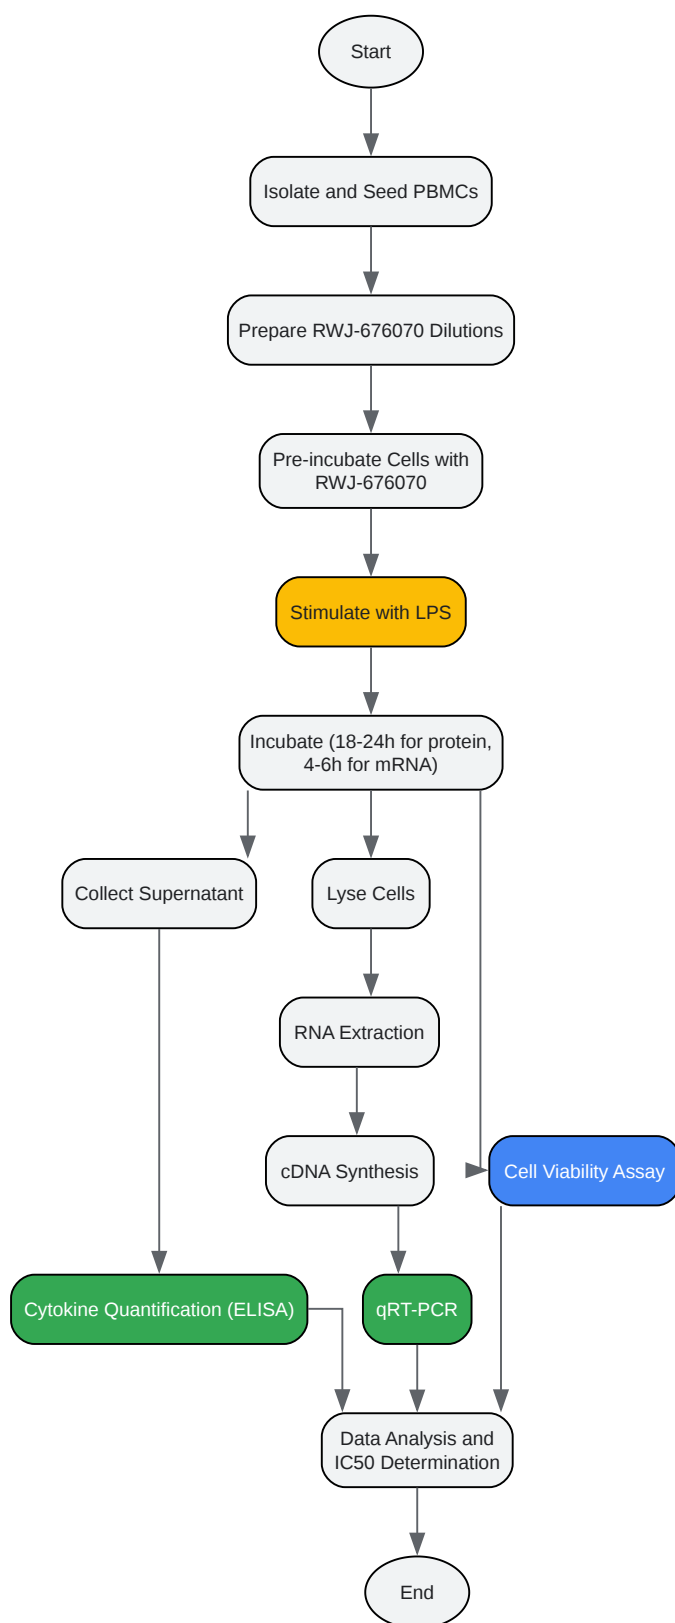 Start
Isolate and Seed PBMCs
Prepare RWJ-676070 Dilutions
Pre-incubate Cells with
RWJ-676070
Stimulate with LPS
Incubate (18-24h for protein,
4-6h for mRNA)
Collect Supernatant
Lyse Cells
RNA Extraction
cDNA Synthesis
Cell Viability Assay
Cytokine Quantification (ELISA)
qRT-PCR
Data Analysis and
IC50 Determination
End